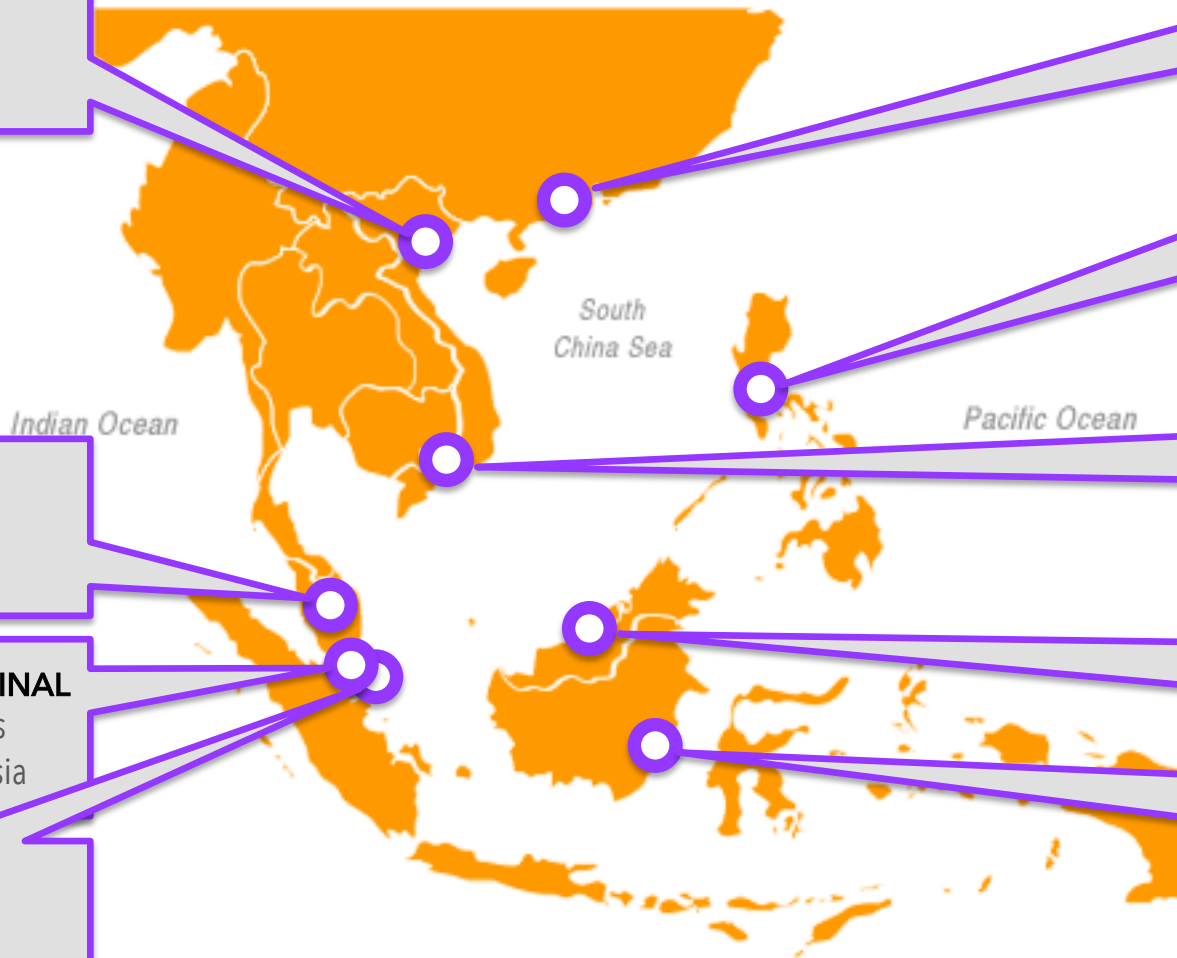 South
China Sea
Indian Ocean
Pacific Ocean
INAL
s
sia